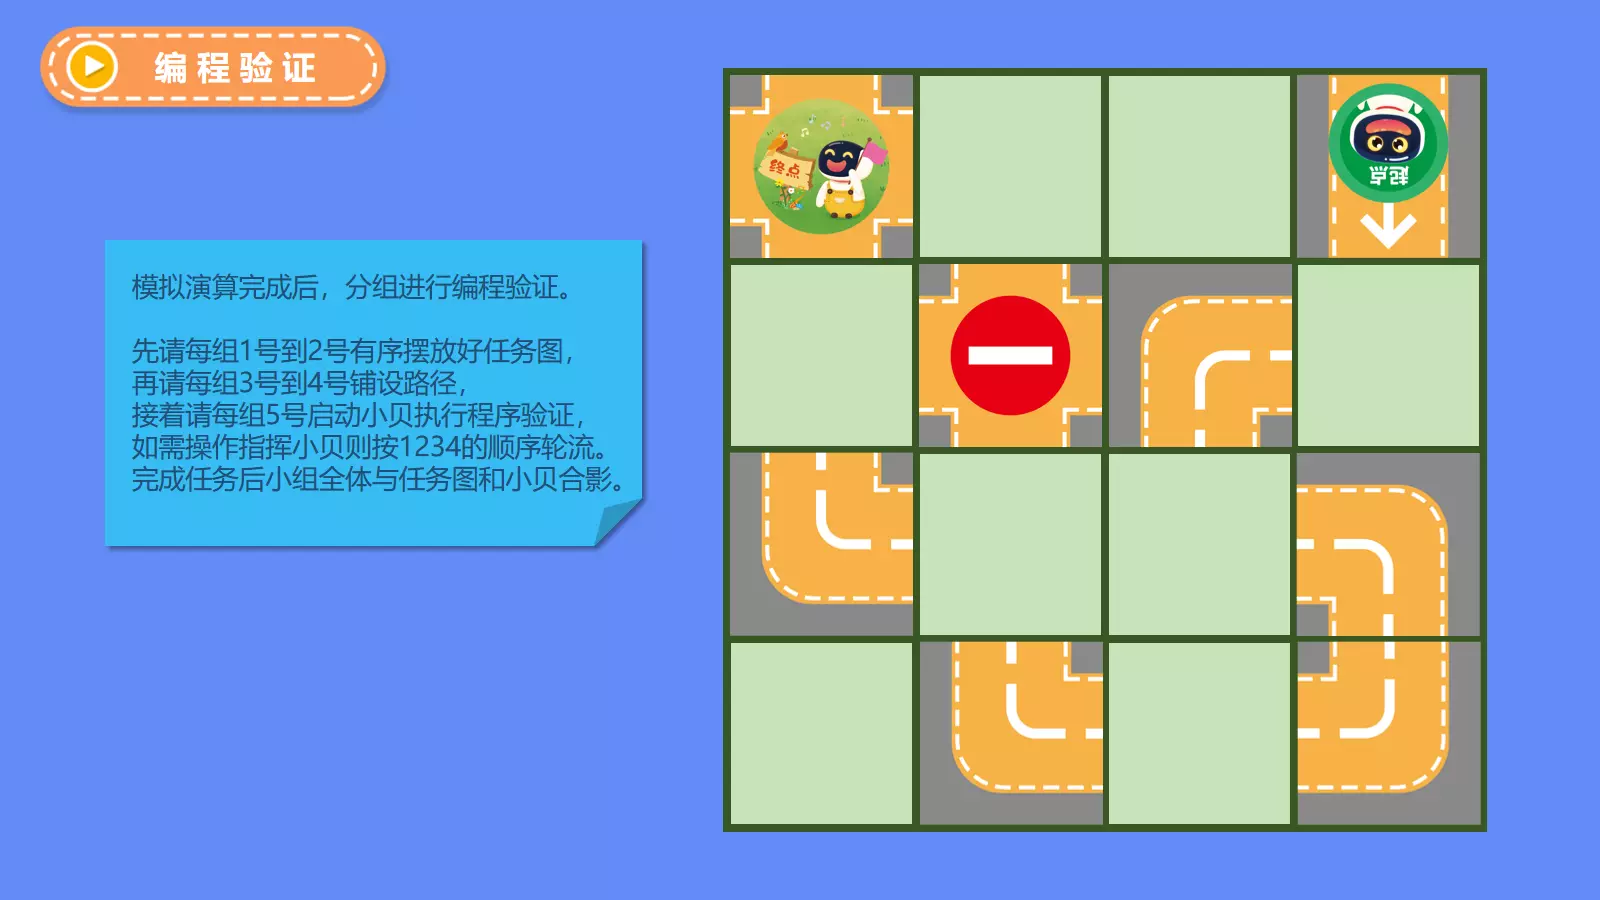 编程验证
终点
起点
模拟演算完成后，分组进行编程验证。
先请每组1号到2号有序摆放好任务图，
再请每组3号到4号铺设路径，
接着请每组5号启动小贝执行程序验证，
如需操作指挥小贝则按1234的顺序轮流。
完成任务后小组全体与任务图和小贝合影。